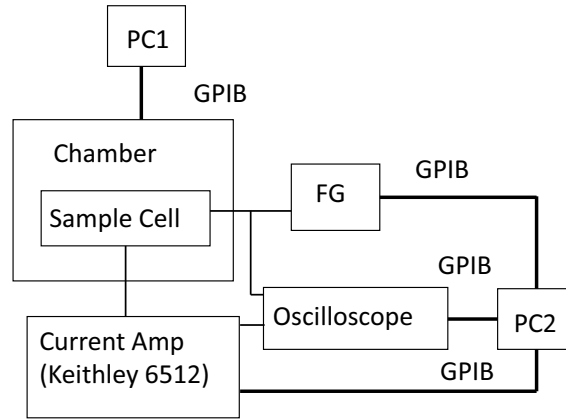 PC1
GPIB
Chamber
Sample Cell
FG
GPIB
GPIB
Oscilloscope
PC2
Current Amp
(Keithley 6512)
GPIB